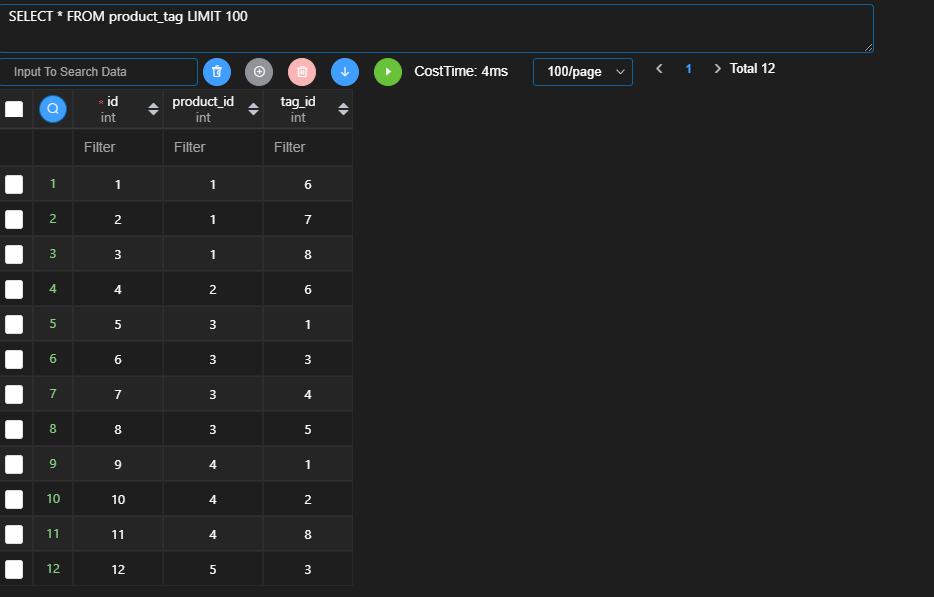 SELECT * FROM product_tag LIMIT 100
Input To Search Data CostTime: 4ms 100/page 1 Total 12
* id product_id tag_id
int int int
Filter Filter Filter
1 1 1 6
2 2 1 7
3 3 1 8
4 4 2 6
5 5 3 1
6 6 3 3
7 7 3 4
8 8 3 5
9 9 4 1
10 10 4 2
11 11 4 8
12 12 5 3